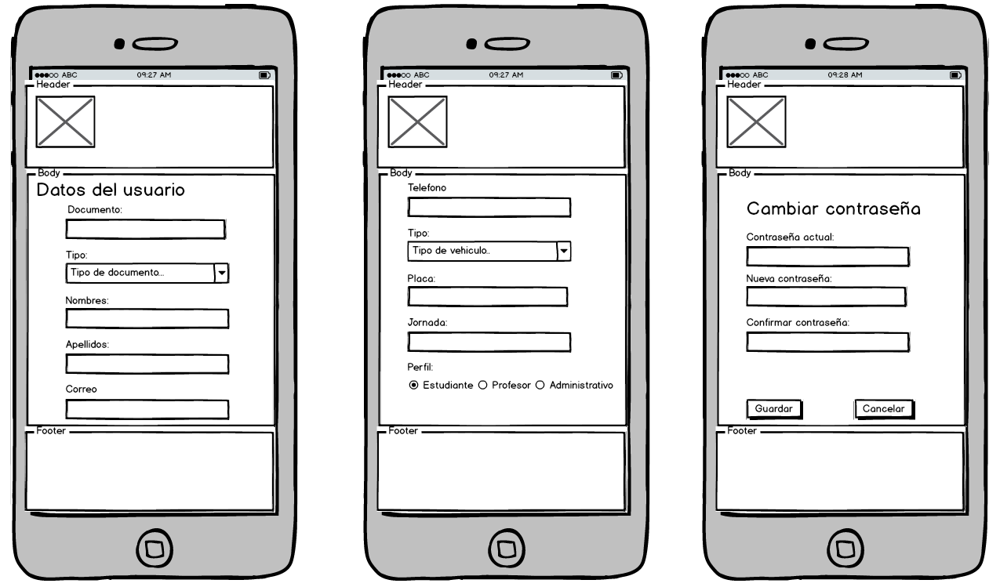 ABC 09:27 AM
Header
Body
Datos del usuario
Documento:
Tipo:
Tipo de documento...
Nombres:
Apellidos:
Correo
Footer
ABC 09:27 AM
Header
Body
Telefono
Tipo:
Tipo de vehiculo..
Placa:
Jornada:
Perfil:
Estudiante Profesor Administrativo
Footer
ABC 09:28 AM
Header
Body
Cambiar contraseña
Contraseña actual:
Nueva contraseña:
Confirmar contraseña:
Guardar Cancelar
Footer